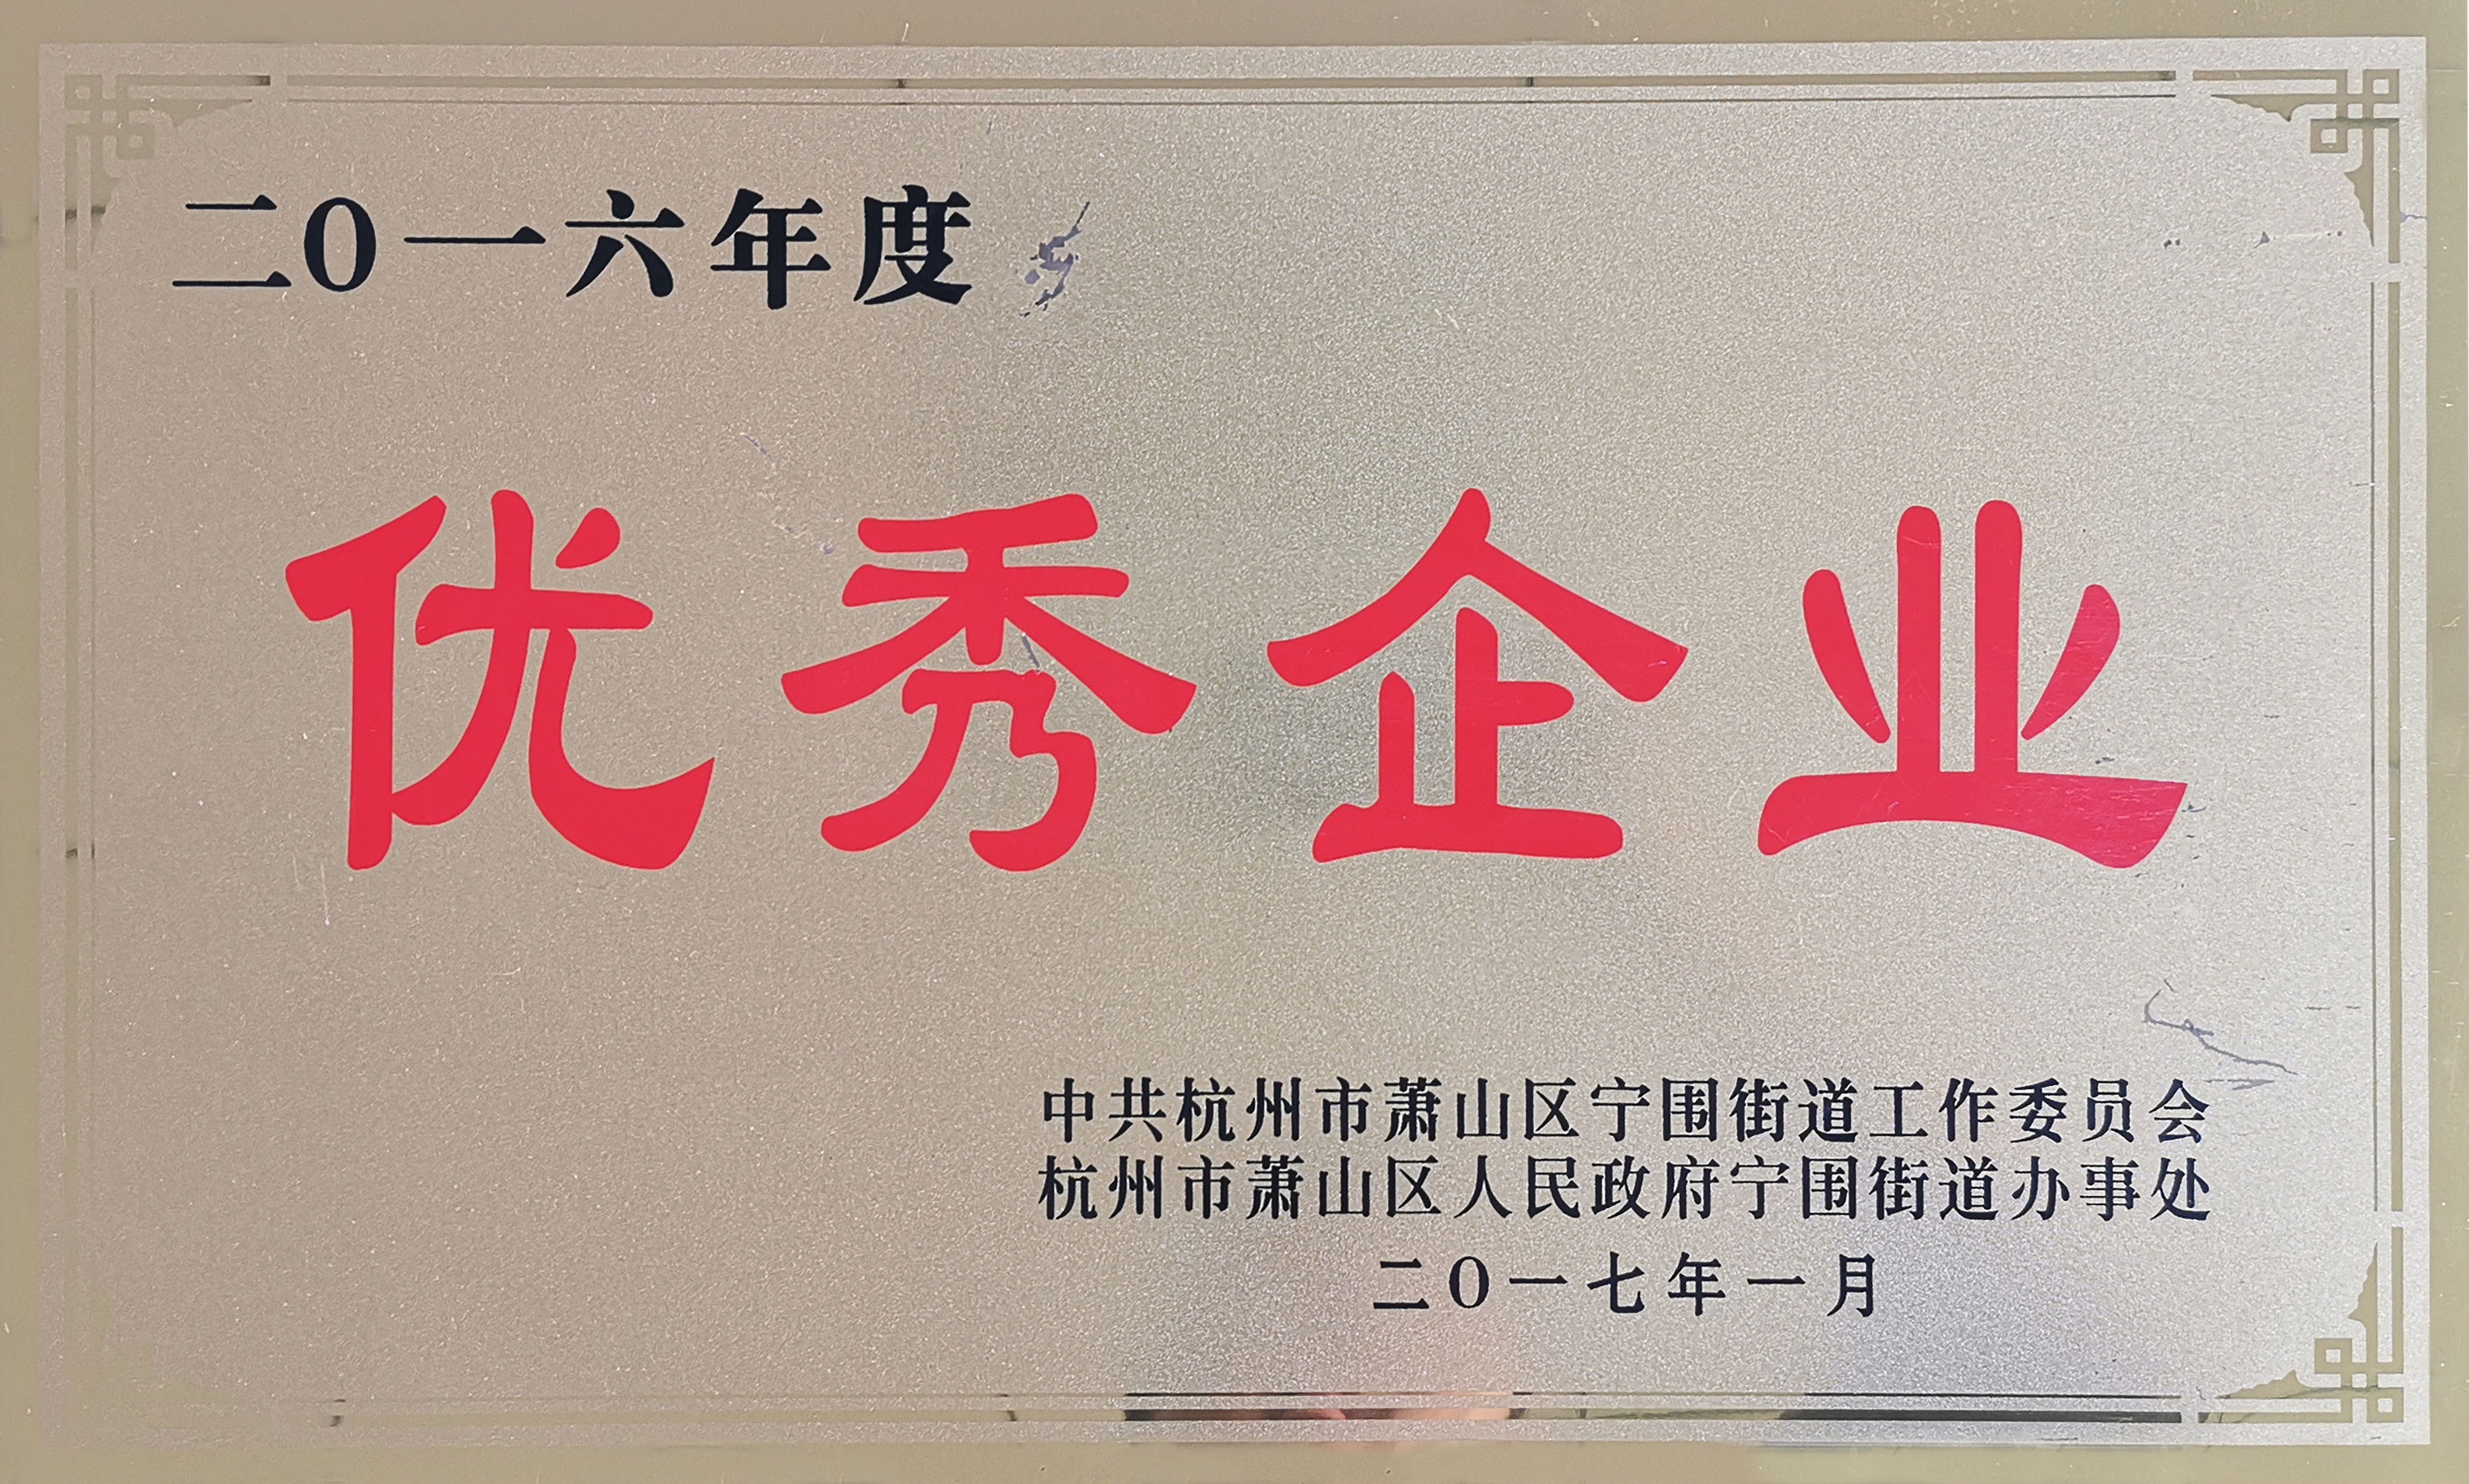 二0一六年度
优秀企业
中共杭州市萧山区宁围街道工作委员会
杭州市萧山区人民政府宁围街道办事处
二0一七年一月